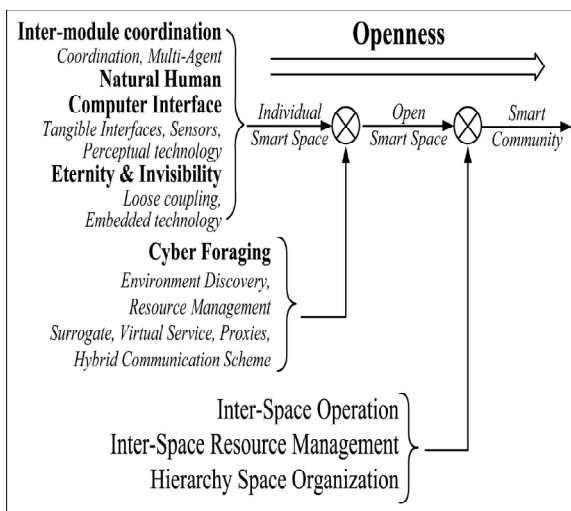 Inter-module coordination
Coordination, Multi-Agent
Natural Human
Computer Interface
Tangible Interfaces, Sensors,
Perceptual technology
Eternity & Invisibility
Loose coupling,
Embedded technology
Openness
Individual
Smart Space
Open
Smart Space
Smart
Community
Cyber Foraging
Environment Discovery,
Resource Management
Surrogate, Virtual Service, Proxies,
Hybrid Communication Scheme
Inter-Space Operation
Inter-Space Resource Management
Hierarchy Space Organization